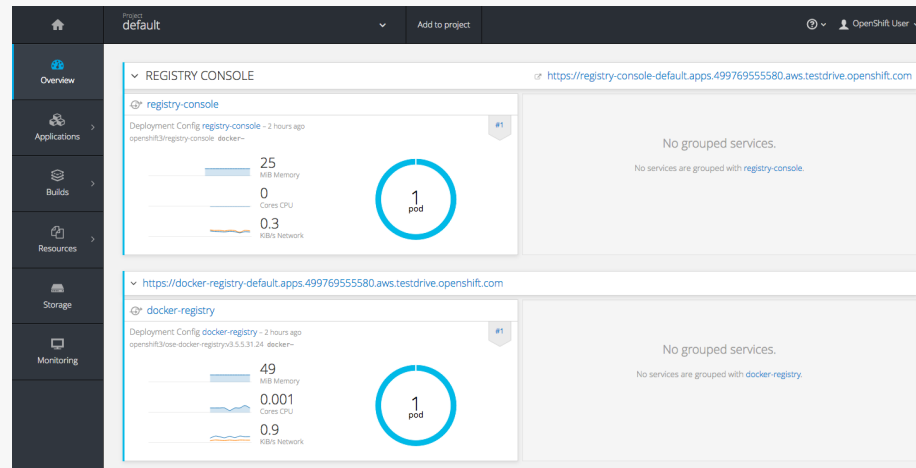 Project
default
Add to project
OpenShift User
Overview
Applications
Builds
Resources
Storage
Monitoring
REGISTRY CONSOLE
https://registry-console-default.apps.499769555580.aws.testdrive.openshift.com
registry-console
Deployment Config registry-console – 2 hours ago
openshift3/registry-console docker~
#1
25
MiB Memory
0
Cores CPU
0.3
KiB/s Network
1
pod
No grouped services.
No services are grouped with registry-console.
https://docker-registry-default.apps.499769555580.aws.testdrive.openshift.com
docker-registry
Deployment Config docker-registry – 2 hours ago
openshift3/ose-docker-registry:v3.5.5.31.24 docker~
#1
49
MiB Memory
0.001
Cores CPU
0.9
KiB/s Network
1
pod
No grouped services.
No services are grouped with docker-registry.